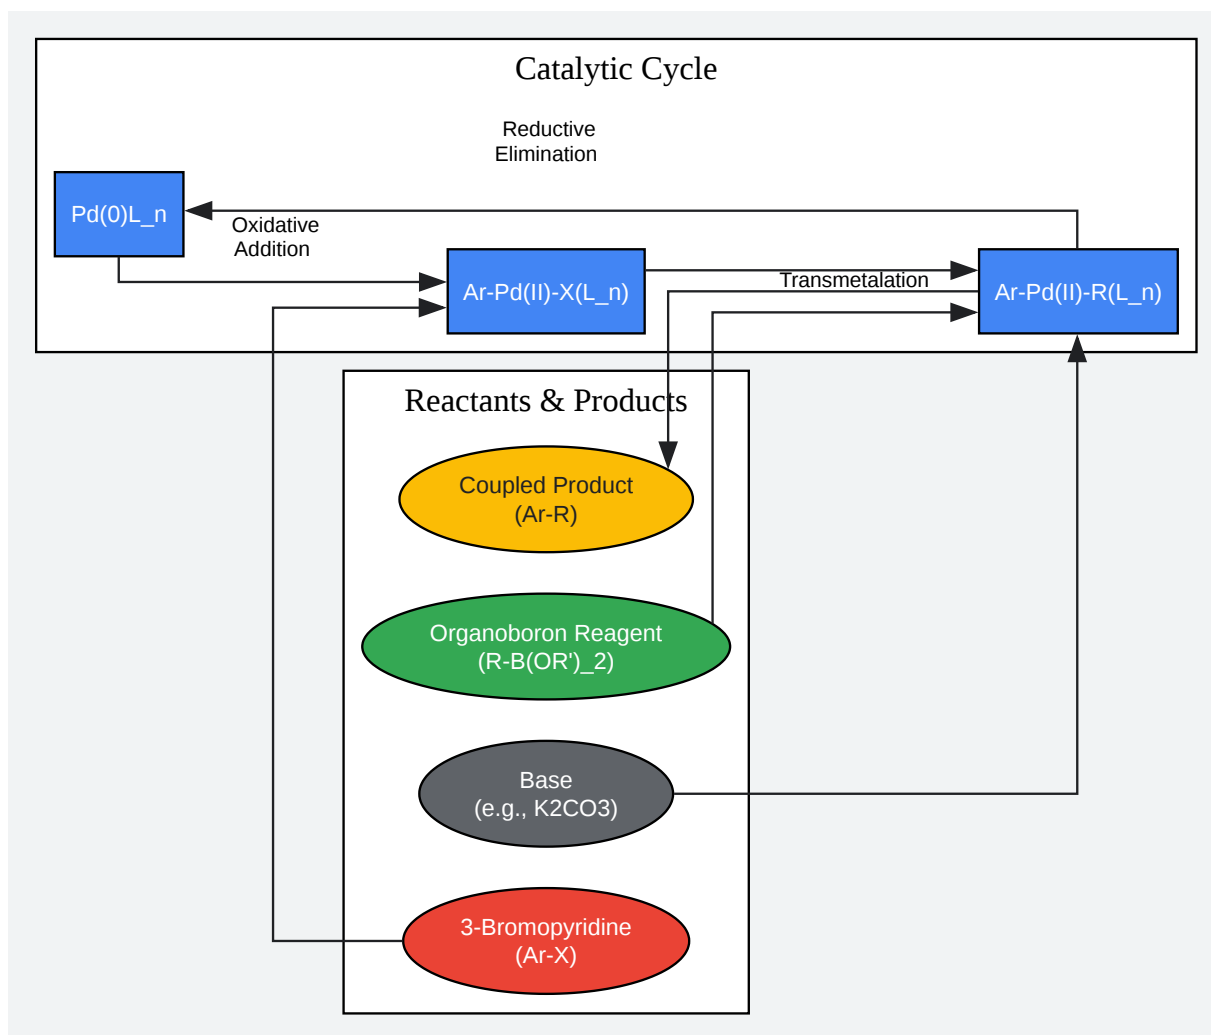 Catalytic Cycle
Reductive
Elimination
Pd(0)L_n
Oxidative
Addition
Ar-Pd(II)-X(L_n)
Transmetalation
Ar-Pd(II)-R(L_n)
Reactants & Products
Coupled Product
(Ar-R)
Organoboron Reagent
(R-B(OR')_2)
Base
(e.g., K2CO3)
3-Bromopyridine
(Ar-X)